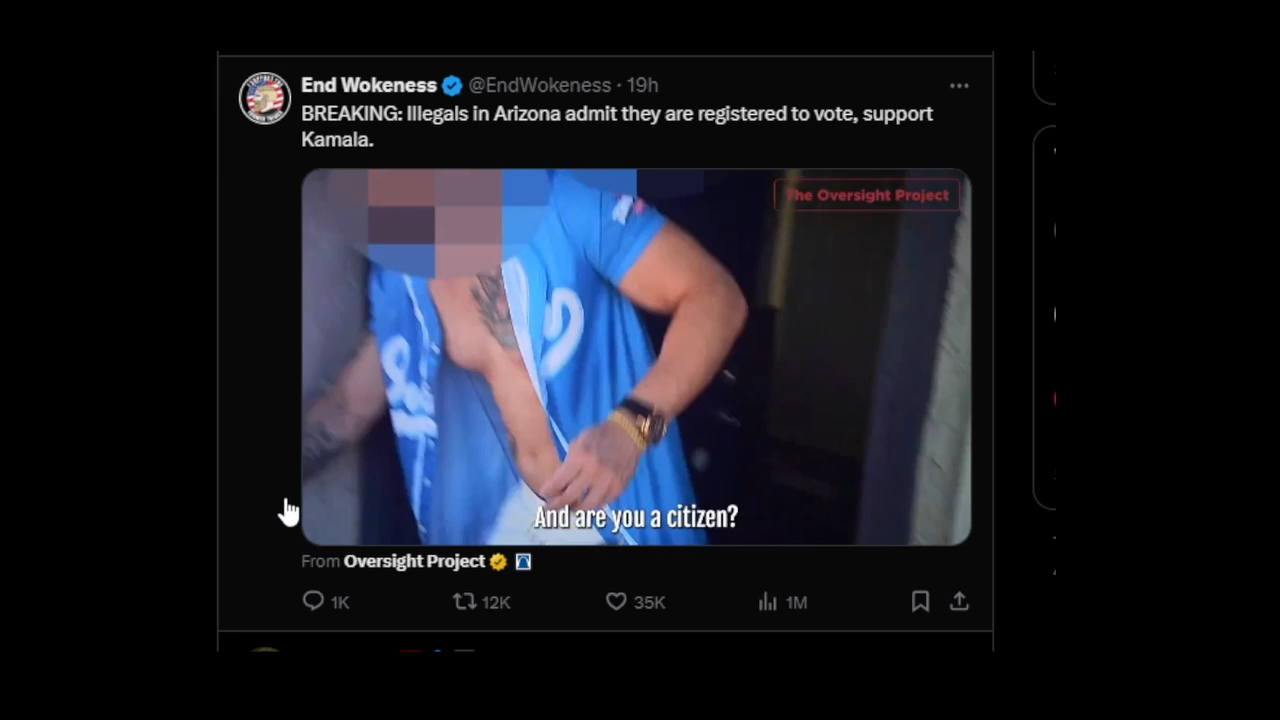 End Wokeness @EndWokeness · 19h
BREAKING: Illegals in Arizona admit they are registered to vote, support
Kamala.
The Oversight Project
And are you a citizen?
From Oversight Project
1K 12K 35K 1M